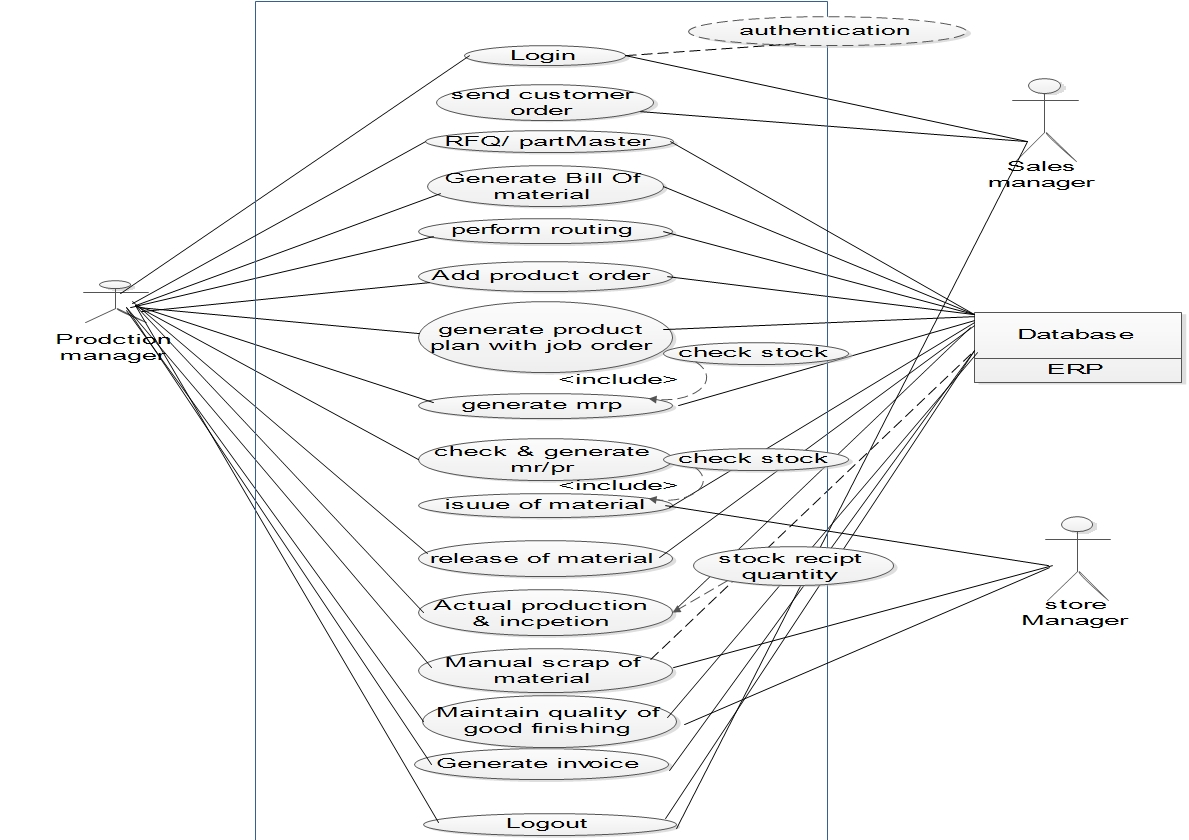 authentication
Login
send customer
order
RFQ/ partMaster
Sales
manager
Generate Bill Of
material
perform routing
Add product order
Prodction
manager
generate product
plan with job order
check stock
Database
ERP
<include>
generate mrp
check & generate
mr/pr
check stock
<include>
isuue of material
release of material
stock recipt
quantity
Actual production
& incpetion
store
Manager
Manual scrap of
material
Maintain quality of
good finishing
Generate invoice
Logout